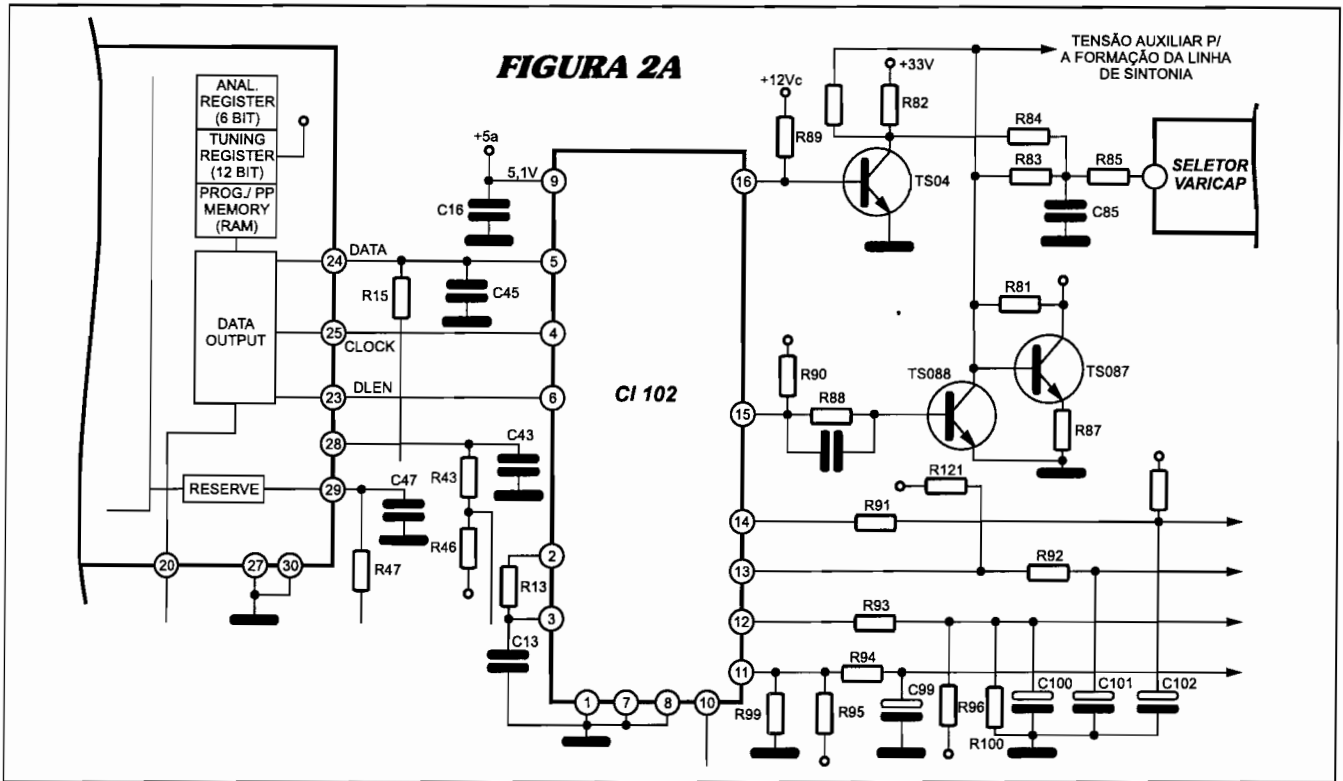 FIGURA 2A
TENSÃO AUXILIAR P/
A FORMAÇÃO DA LINHA
DE SINTONIA
ANAL.
REGISTER
(6 BIT)
TUNING
REGISTER
(12 BIT)
PROG./ PP
MEMORY
(RAM)
DATA
OUTPUT
RESERVE
24
DATA
25
CLOCK
23
DLEN
28
29
20
27
30
R15
C45
C47
R47
R43
C43
R46
+5a
5,1V
C16
9
5
4
6
2
R13
3
C13
1
7
8
10
CI 102
16
15
14
13
12
11
+12Vc
R89
+33V
R82
TS04
R84
R83
R85
C85
SELETOR
VARICAP
R81
TS088
TS087
R87
R90
R88
R121
R91
R92
R93
R94
R99
R95
C99
R96
R100
C100
C101
C102